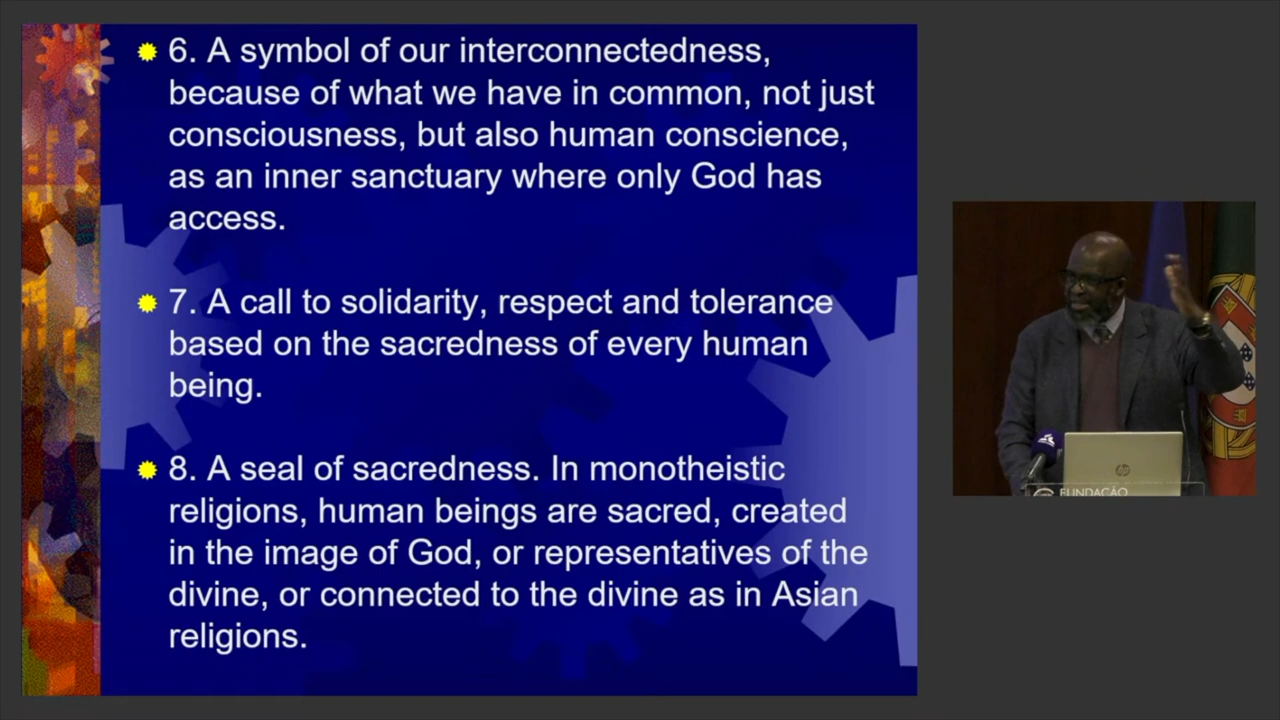 6. A symbol of our interconnectedness,
because of what we have in common, not just
consciousness, but also human conscience,
as an inner sanctuary where only God has
access.
7. A call to solidarity, respect and tolerance
based on the sacredness of every human
being.
8. A seal of sacredness. In monotheistic
religions, human beings are sacred, created
in the image of God, or representatives of the
divine, or connected to the divine as in Asian
religions.
hp
FUNDAÇÃO